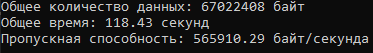 Общее количество данных: 67022408 байт
Общее время: 118.43 секунд
Пропускная способность: 565910.29 байт/секунда